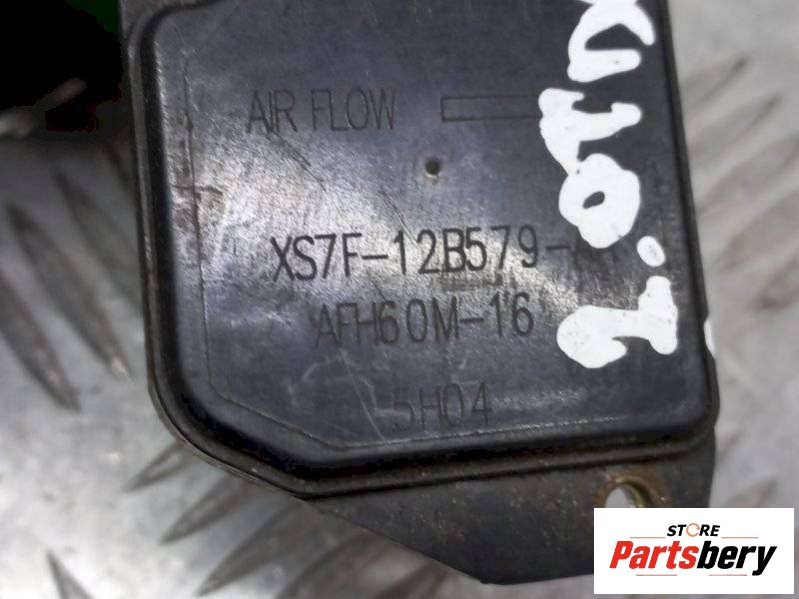 AIR FLOW
XS7F-12B579-
AFH60M-16
5H04
STORE
Partsbery